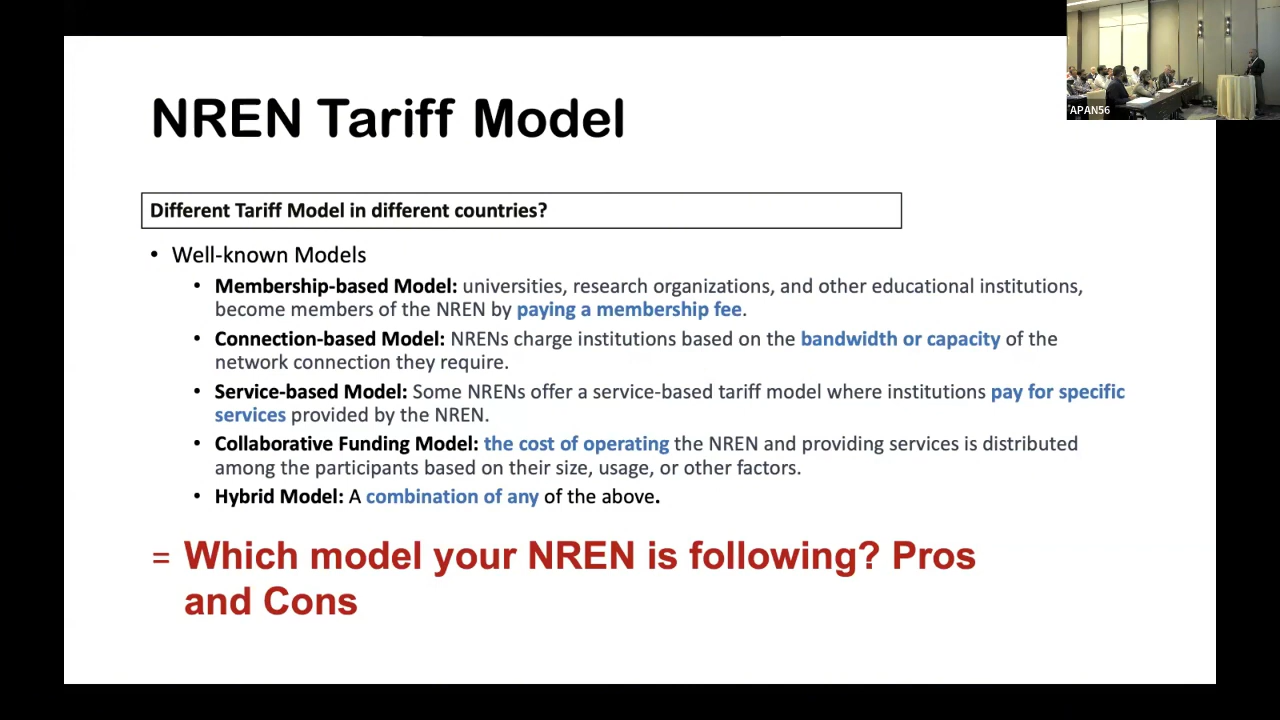 APAN56
NREN Tariff Model
Different Tariff Model in different countries?
• Well-known Models
• Membership-based Model: universities, research organizations, and other educational institutions,
become members of the NREN by paying a membership fee.
• Connection-based Model: NRENs charge institutions based on the bandwidth or capacity of the
network connection they require.
• Service-based Model: Some NRENs offer a service-based tariff model where institutions pay for specific
services provided by the NREN.
• Collaborative Funding Model: the cost of operating the NREN and providing services is distributed
among the participants based on their size, usage, or other factors.
• Hybrid Model: A combination of any of the above.
= Which model your NREN is following? Pros
and Cons